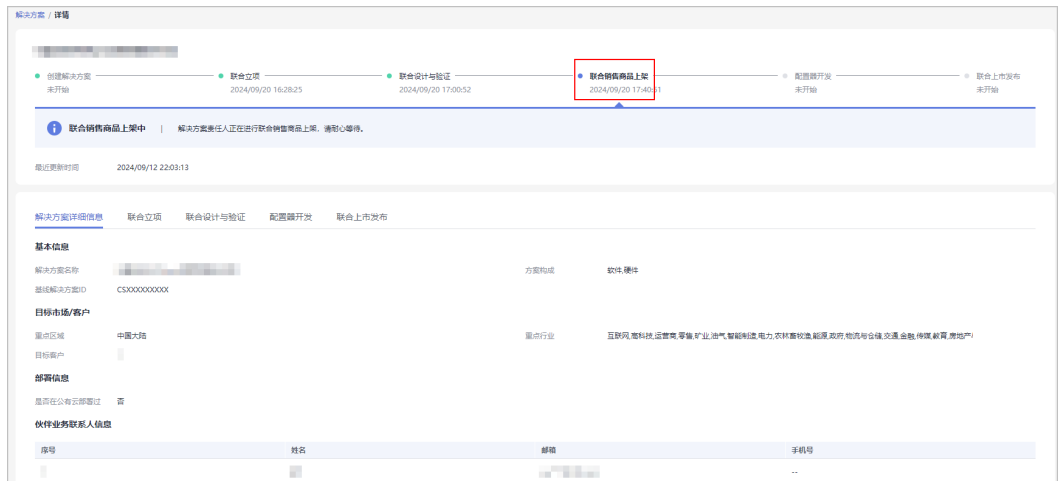 解决方案 / 详情
创建解决方案 联合立项 联合设计与验证 联合销售商品上架 配置器开发 联合上市发布
未开始 2024/09/20 16:28:25 2024/09/20 17:00:52 2024/09/20 17:40:51 未开始 未开始
联合销售商品上架中 | 解决方案责任人正在进行联合销售商品上架，请耐心等待。
最近更新时间 2024/09/12 22:03:13
解决方案详细信息 联合立项 联合设计与验证 配置器开发 联合上市发布
基本信息
解决方案名称 方案构成 软件,硬件
基线解决方案ID CSXXXXXXXXX
目标市场/客户
重点区域 中国大陆 重点行业 互联网,高科技,运营商,零售,矿业,油气,智能制造,电力,农林畜牧渔,能源,政府,物流与仓储,交通,金融,传媒,教育,房地产
目标客户
部署信息
是否在公有云部署过 否
伙伴业务联系人信息
序号 姓名 邮箱 手机号
--